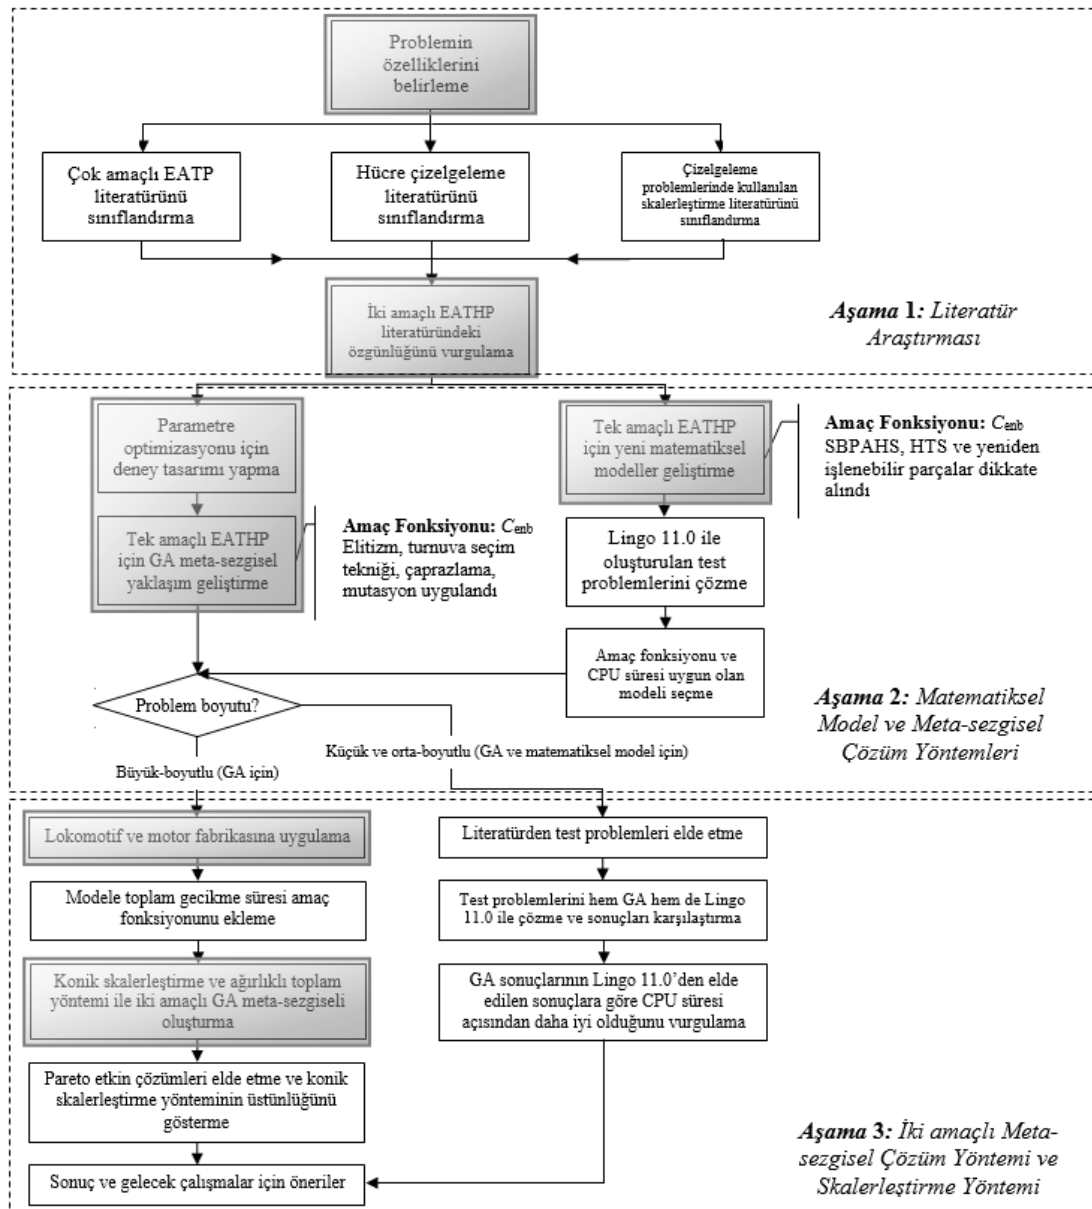 Problemin
özelliklerini
belirleme
Çok amaçlı EATP
literatürünü
sınıflandırma
Hücre çizelgeleme
literatürünü
sınıflandırma
Çizelgeleme
problemlerinde kullanılan
skalerleştirme literatürünü
sınıflandırma
İki amaçlı EATHP
literatüründeki
özgünlüğünü vurgulama
Aşama 1: Literatür
Araştırması
Parametre
optimizasyonu için
deney tasarımı yapma
Tek amaçlı EATHP
için GA meta-sezgisel
yaklaşım geliştirme
Amaç Fonksiyonu: Cenb
Elitizm, turnuva seçim
tekniği, çaprazlama,
mutasyon uygulandı
Tek amaçlı EATHP
için yeni matematiksel
modeller geliştirme
Amaç Fonksiyonu: Cenb
SBPAHS, HTS ve yeniden
işlenebilir parçalar dikkate
alındı
Lingo 11.0 ile
oluşturulan test
problemlerini çözme
Amaç fonksiyonu ve
CPU süresi uygun olan
modeli seçme
Problem boyutu?
Büyük-boyutlu (GA için)
Küçük ve orta-boyutlu (GA ve matematiksel model için)
Aşama 2: Matematiksel
Model ve Meta-sezgisel
Çözüm Yöntemleri
Lokomotif ve motor fabrikasına uygulama
Modele toplam gecikme süresi amaç
fonksiyonunu ekleme
Konik skalerleştirme ve ağırlıklı toplam
yöntemi ile iki amaçlı GA meta-sezgiseli
oluşturma
Pareto etkin çözümleri elde etme ve konik
skalerleştirme yönteminin üstünlüğünü
gösterme
Sonuç ve gelecek çalışmalar için öneriler
Literatürden test problemleri elde etme
Test problemlerini hem GA hem de Lingo
11.0 ile çözme ve sonuçları karşılaştırma
GA sonuçlarının Lingo 11.0’den elde
edilen sonuçlara göre CPU süresi
açısından daha iyi olduğunu vurgulama
Aşama 3: İki amaçlı Meta-
sezgisel Çözüm Yöntemi ve
Skalerleştirme Yöntemi